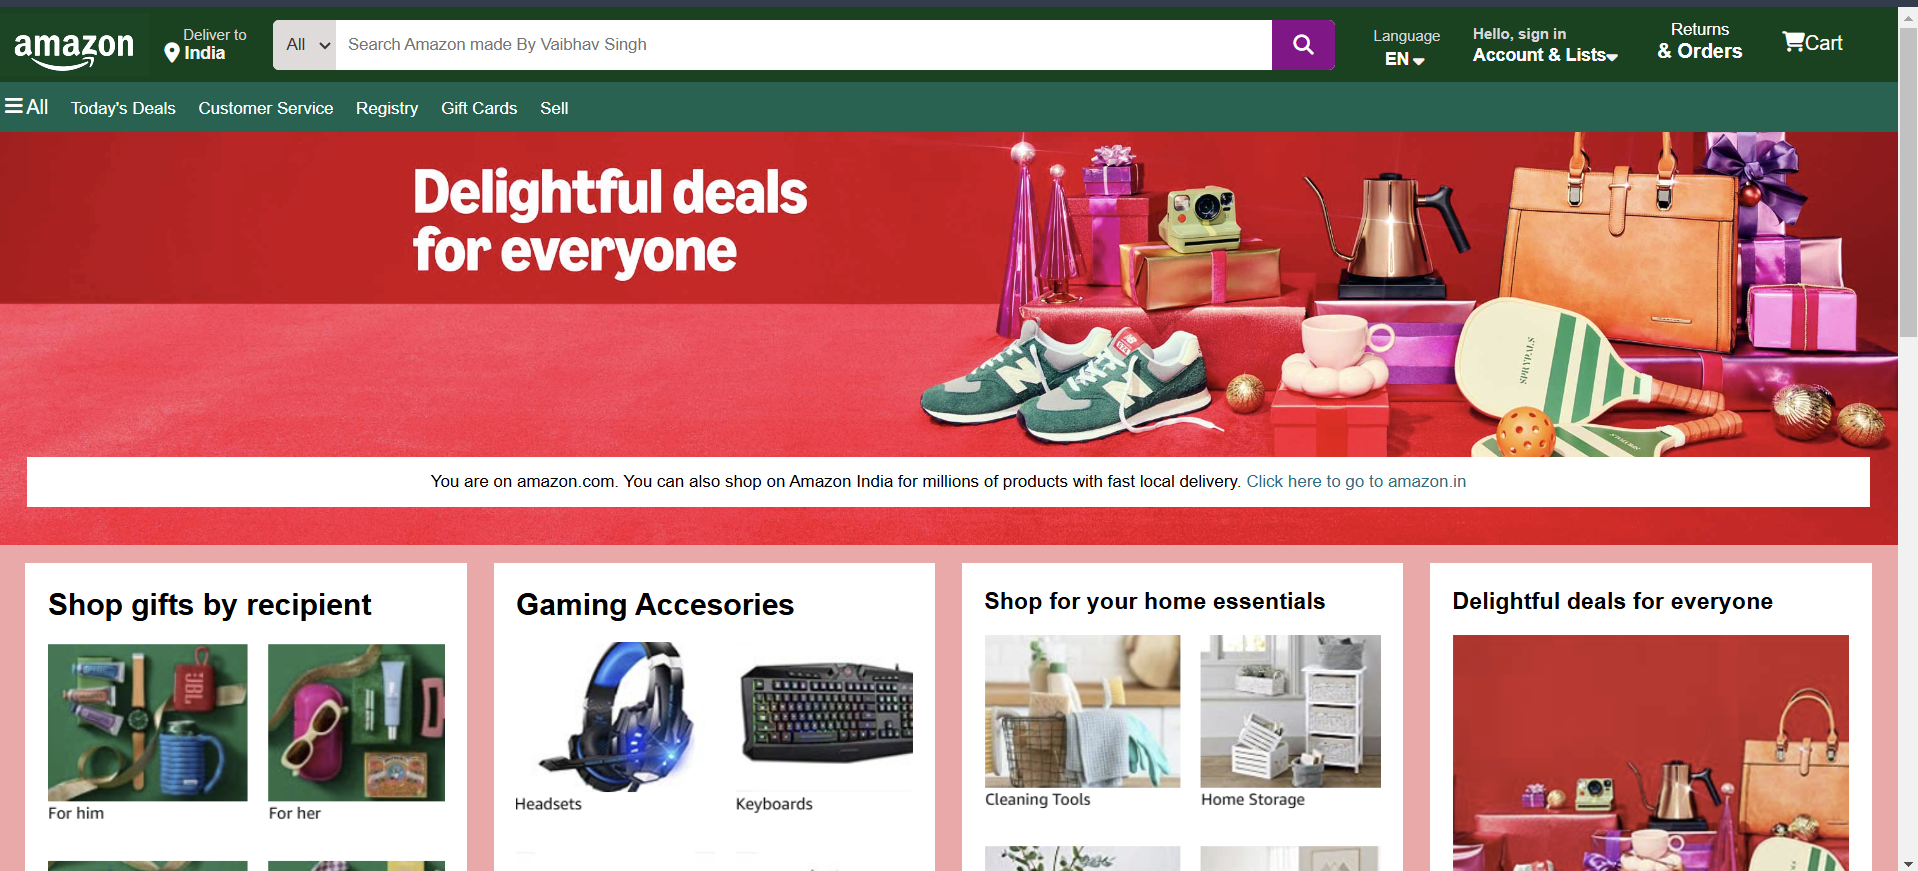 amazon
Deliver to
India
All
Search Amazon made By Vaibhav Singh
Language
EN
Hello, sign in
Account & Lists
Returns
& Orders
Cart
All
Today's Deals
Customer Service
Registry
Gift Cards
Sell
Delightful deals
for everyone
SPRYPALS
You are on amazon.com. You can also shop on Amazon India for millions of products with fast local delivery. Click here to go to amazon.in
Shop gifts by recipient
JBL
For him
For her
Gaming Accesories
Headsets
Keyboards
Shop for your home essentials
Cleaning Tools
Home Storage
Delightful deals for everyone